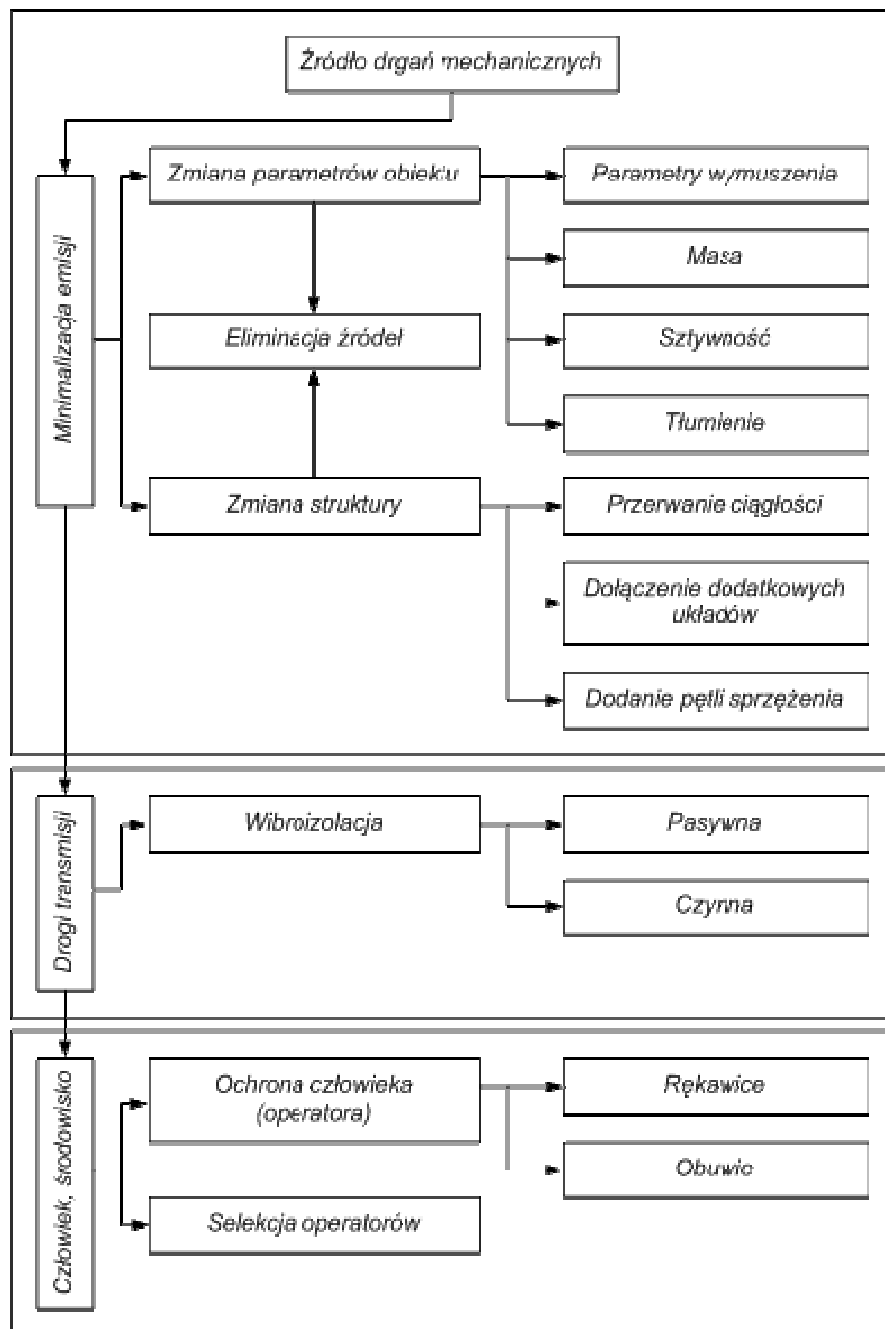 Źródło drgań mechanicznych
Minimalizacja emisji
Zmiana parametrów obiektu
Parametry wymuszenia
Masa
Eliminacja źródeł
Sztywność
Tłumienie
Zmiana struktury
Przerwanie ciągłości
Dołączenie dodatkowych
układów
Dodanie pętli sprzężenia
Drogi transmisji
Wibroizolacja
Pasywna
Czynna
Człowiek, środowisko
Ochrona człowieka
(operatora)
Rękawice
Obuwie
Selekcja operatorów